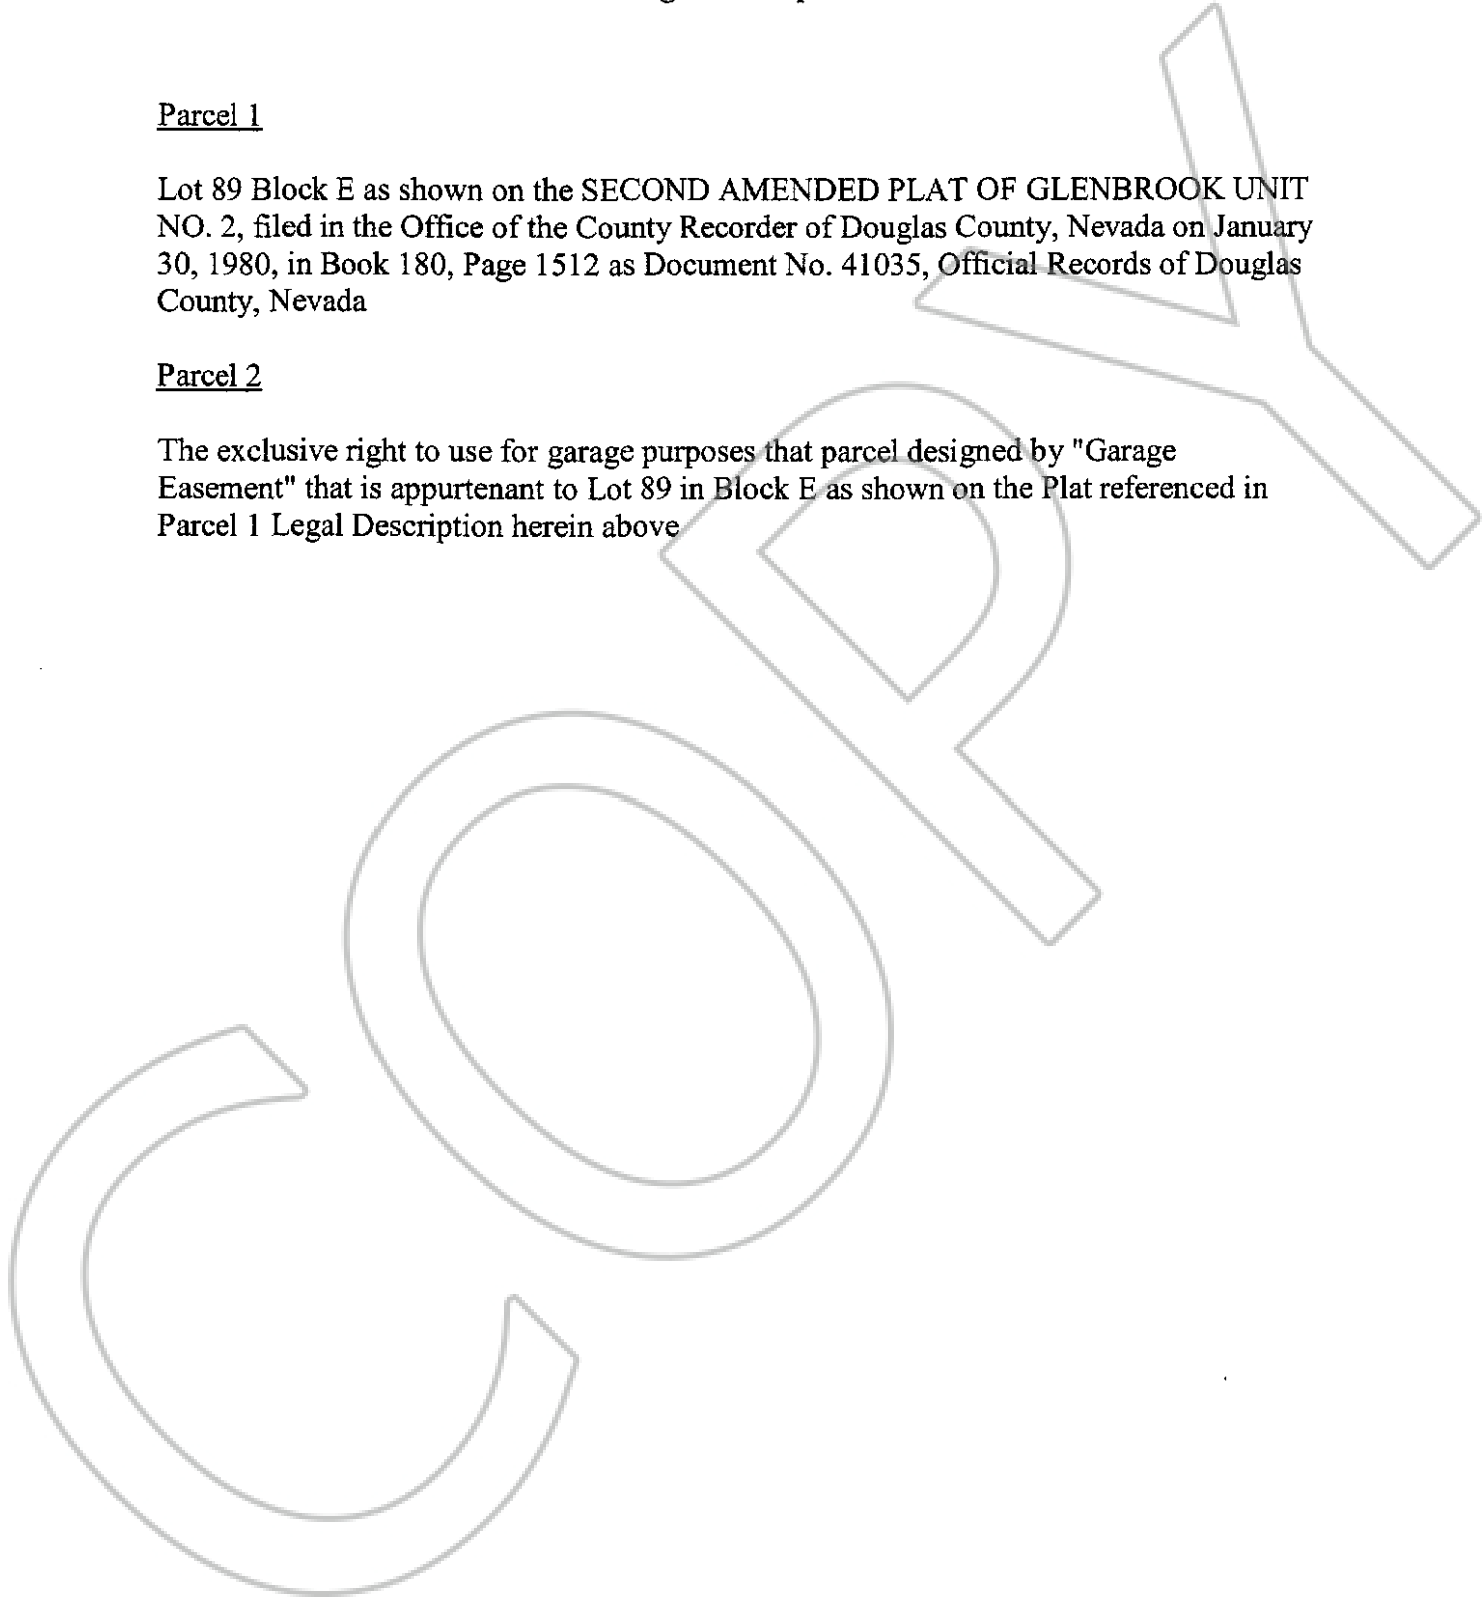 Parcel 1
Lot 89 Block E as shown on the SECOND AMENDED PLAT OF GLENBROOK UNIT
NO. 2, filed in the Office of the County Recorder of Douglas County, Nevada on January
30, 1980, in Book 180, Page 1512 as Document No. 41035, Official Records of Douglas
County, Nevada
Parcel 2
The exclusive right to use for garage purposes that parcel designed by "Garage
Easement" that is appurtenant to Lot 89 in Block E as shown on the Plat referenced in
Parcel 1 Legal Description herein above
COPY